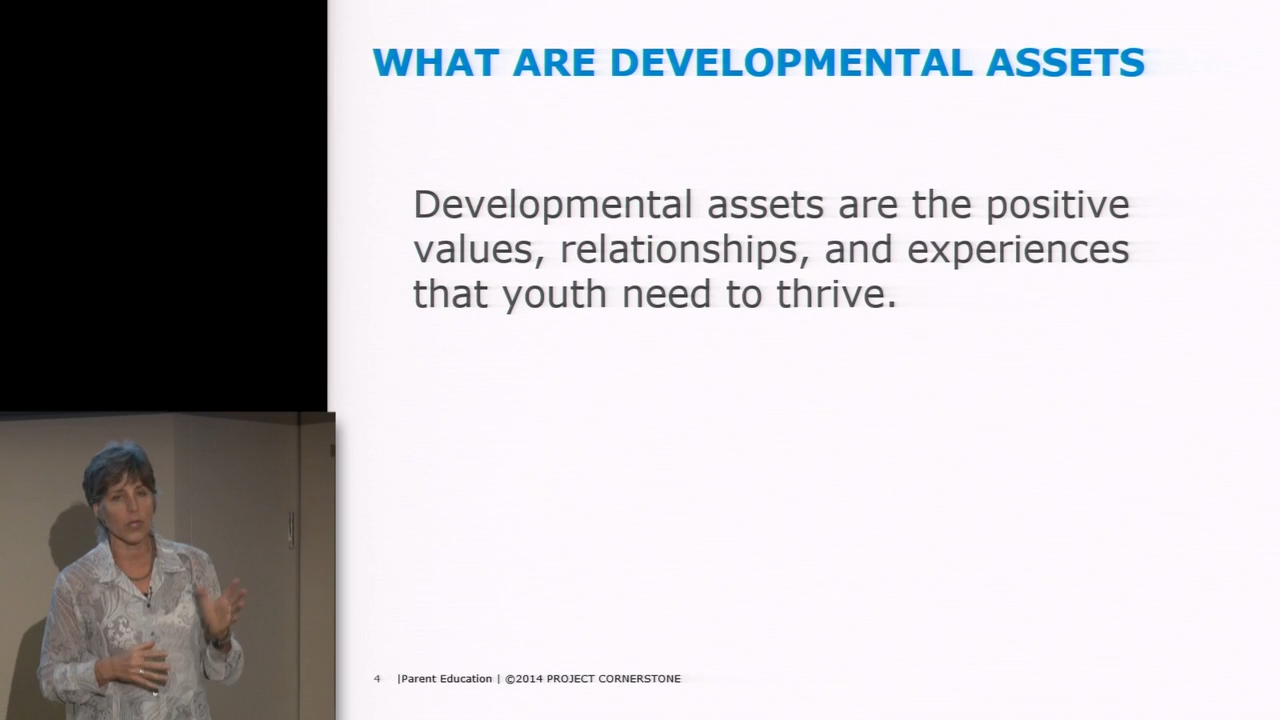 WHAT ARE DEVELOPMENTAL ASSETS
Developmental assets are the positive
values, relationships, and experiences
that youth need to thrive.
4 |Parent Education | ©2014 PROJECT CORNERSTONE